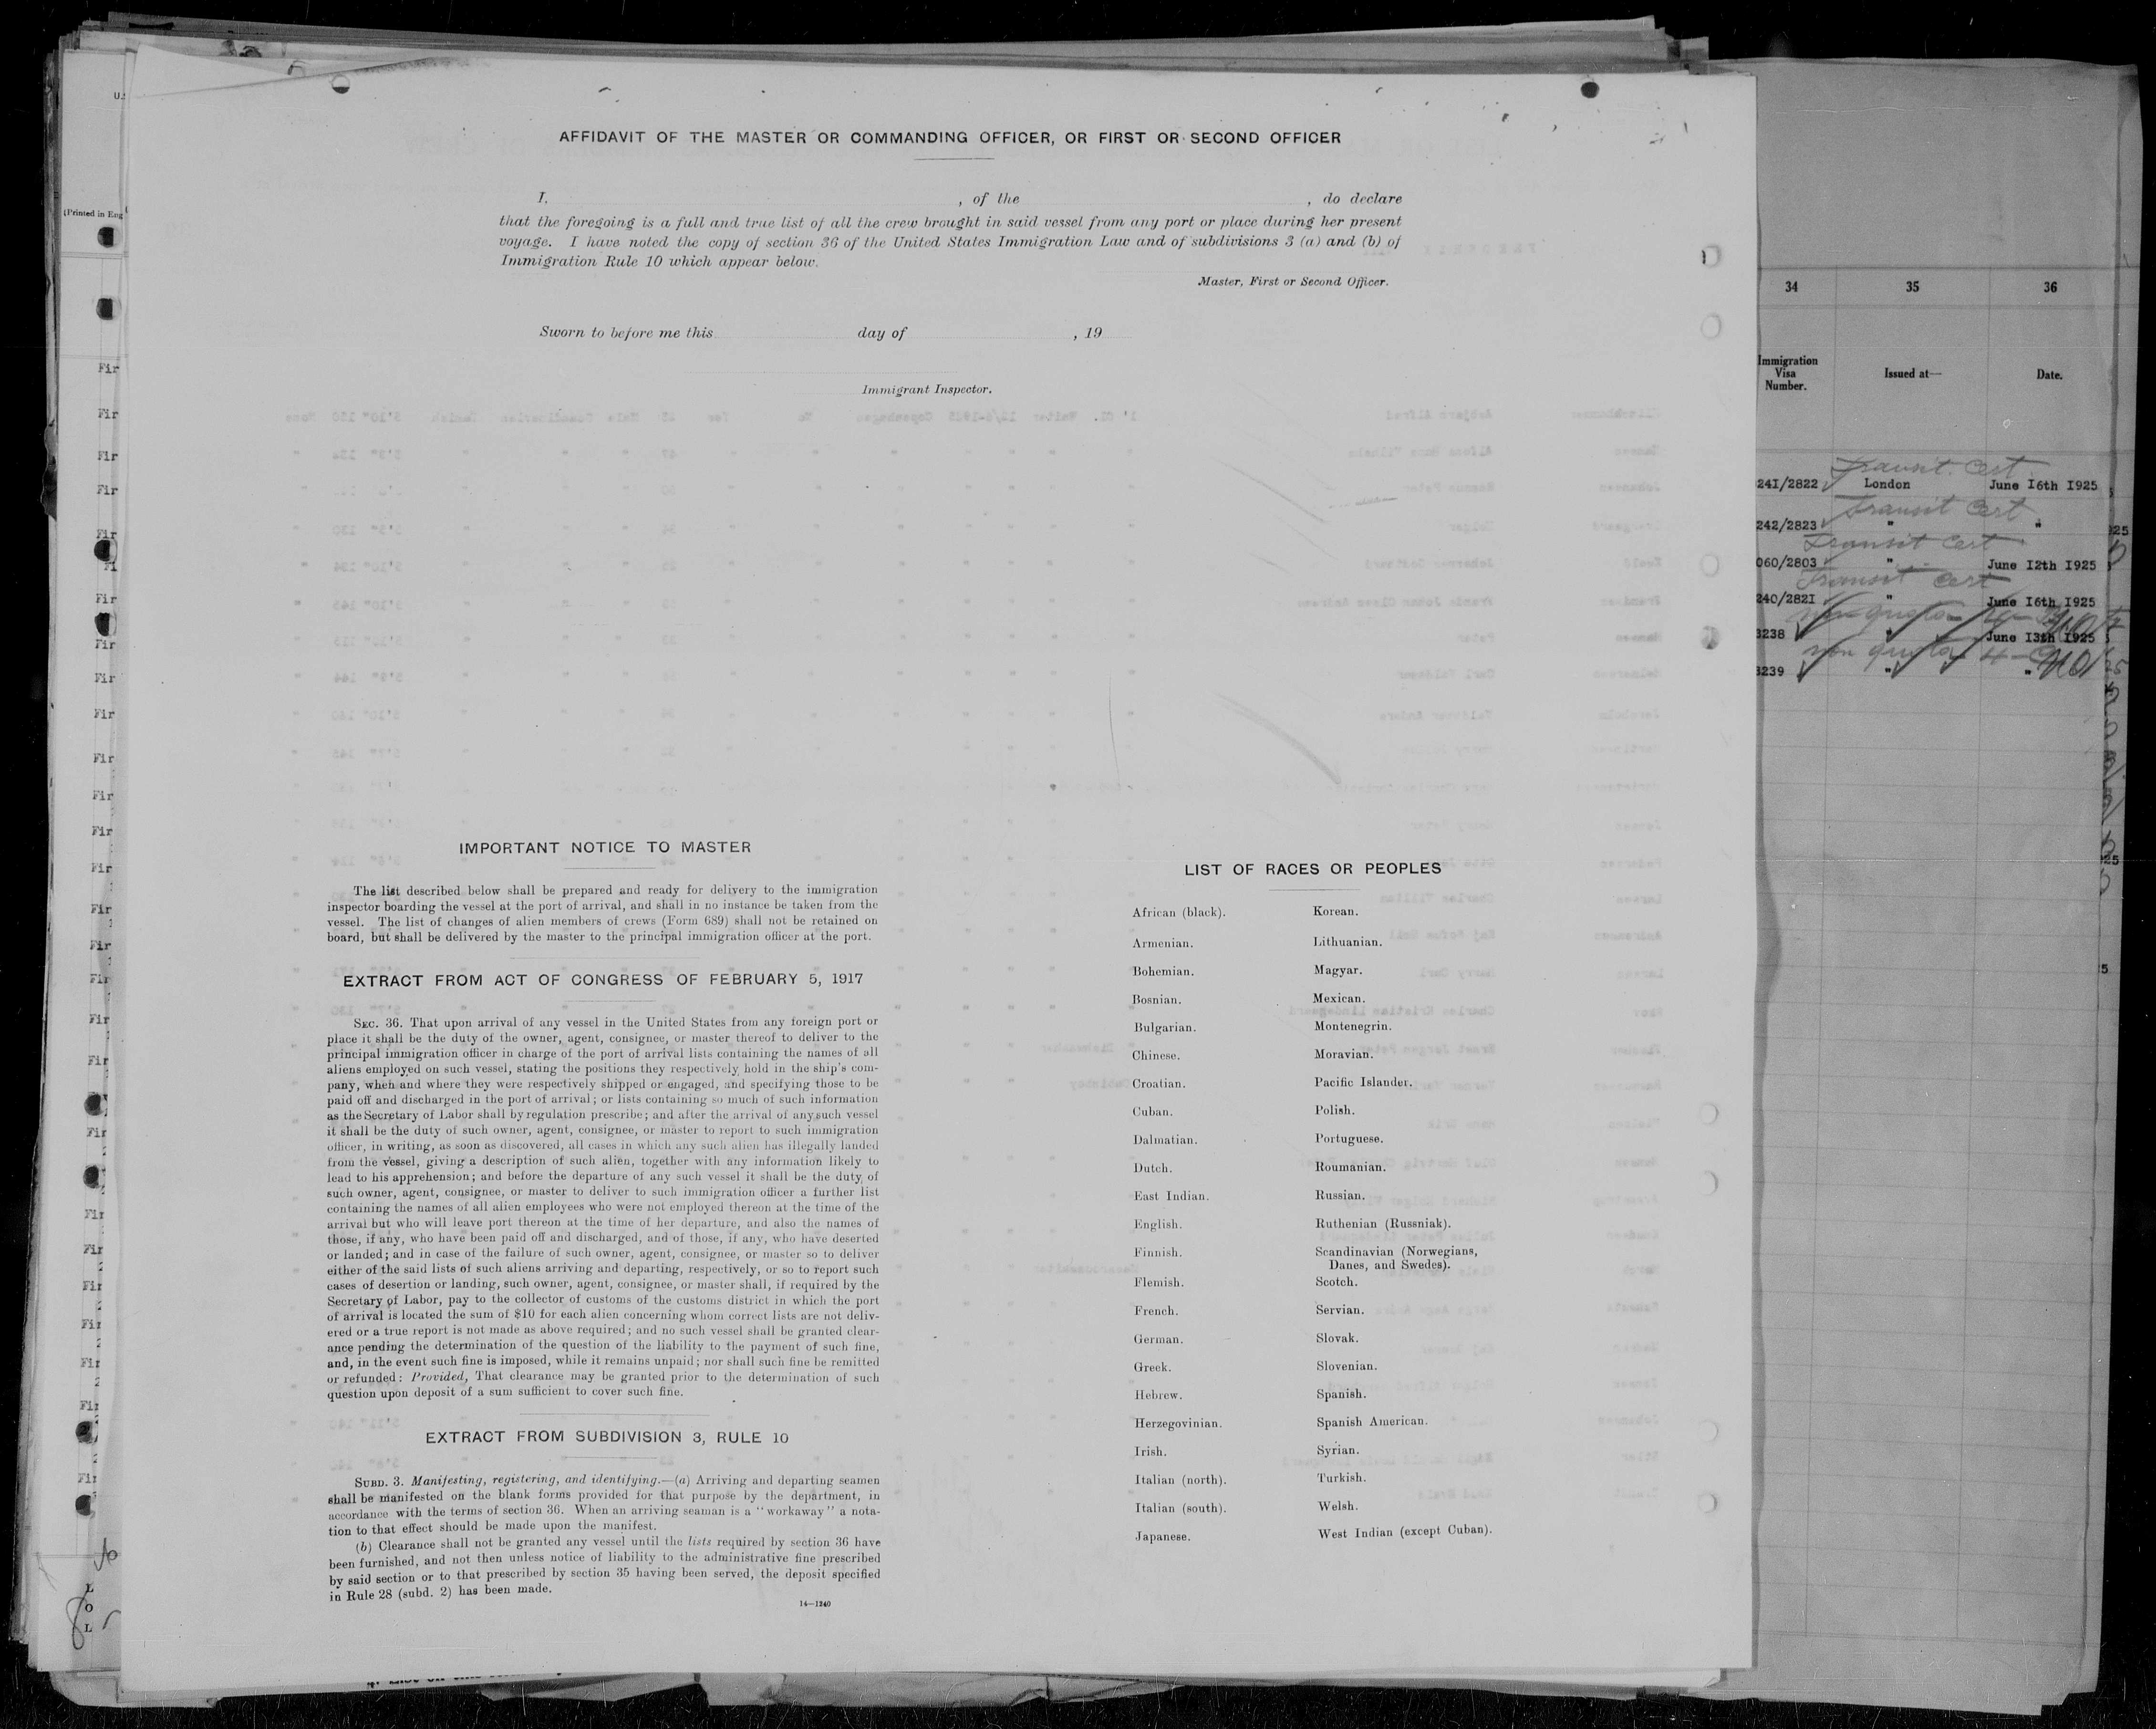 AFFIDAVIT OF THE MASTER OR COMMANDING OFFICER, OR FIRST OR SECOND OFFICER
I, , of the , do declare
that the foregoing is a full and true list of all the crew brought in said vessel from any port or place during her present
voyage. I have noted the copy of section 36 of the United States Immigration Law and of subdivisions 3 (a) and (b) of
Immigration Rule 10 which appear below.
Master, First or Second Officer.
Sworn to before me this day of , 19
Immigrant Inspector.
IMPORTANT NOTICE TO MASTER
The list described below shall be prepared and ready for delivery to the immigration
inspector boarding the vessel at the port of arrival, and shall in no instance be taken from the
vessel. The list of changes of alien members of crews (Form 689) shall not be retained on
board, but shall be delivered by the master to the principal immigration officer at the port.
EXTRACT FROM ACT OF CONGRESS OF FEBRUARY 5, 1917
SEC. 36. That upon arrival of any vessel in the United States from any foreign port or
place it shall be the duty of the owner, agent, consignee, or master thereof to deliver to the
principal immigration officer in charge of the port of arrival lists containing the names of all
aliens employed on such vessel, stating the positions they respectively hold in the ship's com-
pany, when and where they were respectively shipped or engaged, and specifying those to be
paid off and discharged in the port of arrival; or lists containing so much of such information
as the Secretary of Labor shall by regulation prescribe; and after the arrival of any such vessel
it shall be the duty of such owner, agent, consignee, or master to report to such immigration
officer, in writing, as soon as discovered, all cases in which any such alien has illegally landed
from the vessel, giving a description of such alien, together with any information likely to
lead to his apprehension; and before the departure of any such vessel it shall be the duty of
such owner, agent, consignee, or master to deliver to such immigration officer a further list
containing the names of all alien employees who were not employed thereon at the time of the
arrival but who will leave port thereon at the time of her departure, and also the names of
those, if any, who have been paid off and discharged, and of those, if any, who have deserted
or landed; and in case of the failure of such owner, agent, consignee, or master so to deliver
either of the said lists of such aliens arriving and departing, respectively, or so to report such
cases of desertion or landing, such owner, agent, consignee, or master shall, if required by the
Secretary of Labor, pay to the collector of customs of the customs district in which the port
of arrival is located the sum of $10 for each alien concerning whom correct lists are not deliv-
ered or a true report is not made as above required; and no such vessel shall be granted clear-
ance pending the determination of the question of the liability to the payment of such fine,
and, in the event such fine is imposed, while it remains unpaid; nor shall such fine be remitted
or refunded: Provided, That clearance may be granted prior to the determination of such
question upon deposit of a sum sufficient to cover such fine.
EXTRACT FROM SUBDIVISION 3, RULE 10
SUBD. 3. Manifesting, registering, and identifying.—(a) Arriving and departing seamen
shall be manifested on the blank forms provided for that purpose by the department, in
accordance with the terms of section 36. When an arriving seaman is a "workaway" a nota-
tion to that effect should be made upon the manifest.
(b) Clearance shall not be granted any vessel until the lists required by section 36 have
been furnished, and not then unless notice of liability to the administrative fine prescribed
by said section or to that prescribed by section 35 having been served, the deposit specified
in Rule 28 (subd. 2) has been made.
14—1240
LIST OF RACES OR PEOPLES
African (black). Korean.
Armenian. Lithuanian.
Bohemian. Magyar.
Bosnian. Mexican.
Bulgarian. Montenegrin.
Chinese. Moravian.
Croatian. Pacific Islander.
Cuban. Polish.
Dalmatian. Portuguese.
Dutch. Roumanian.
East Indian. Russian.
English. Ruthenian (Russniak).
Finnish. Scandinavian (Norwegians,
Danes, and Swedes).
Flemish. Scotch.
French. Servian.
German. Slovak.
Greek. Slovenian.
Hebrew. Spanish.
Herzegovinian. Spanish American.
Irish. Syrian.
Italian (north). Turkish.
Italian (south). Welsh.
Japanese. West Indian (except Cuban).
34 35 36
Immigration
Visa
Number. Issued at— Date.
Transit Cert.
241/2822 London June 16th 1925
Transit Cert
242/2823 " "
Transit Cert
060/2803 " June 12th 1925
Transit Cert
240/2821 " June 16th 1925
non quota
3238 " June 13th 1925
non quota
3239 " "